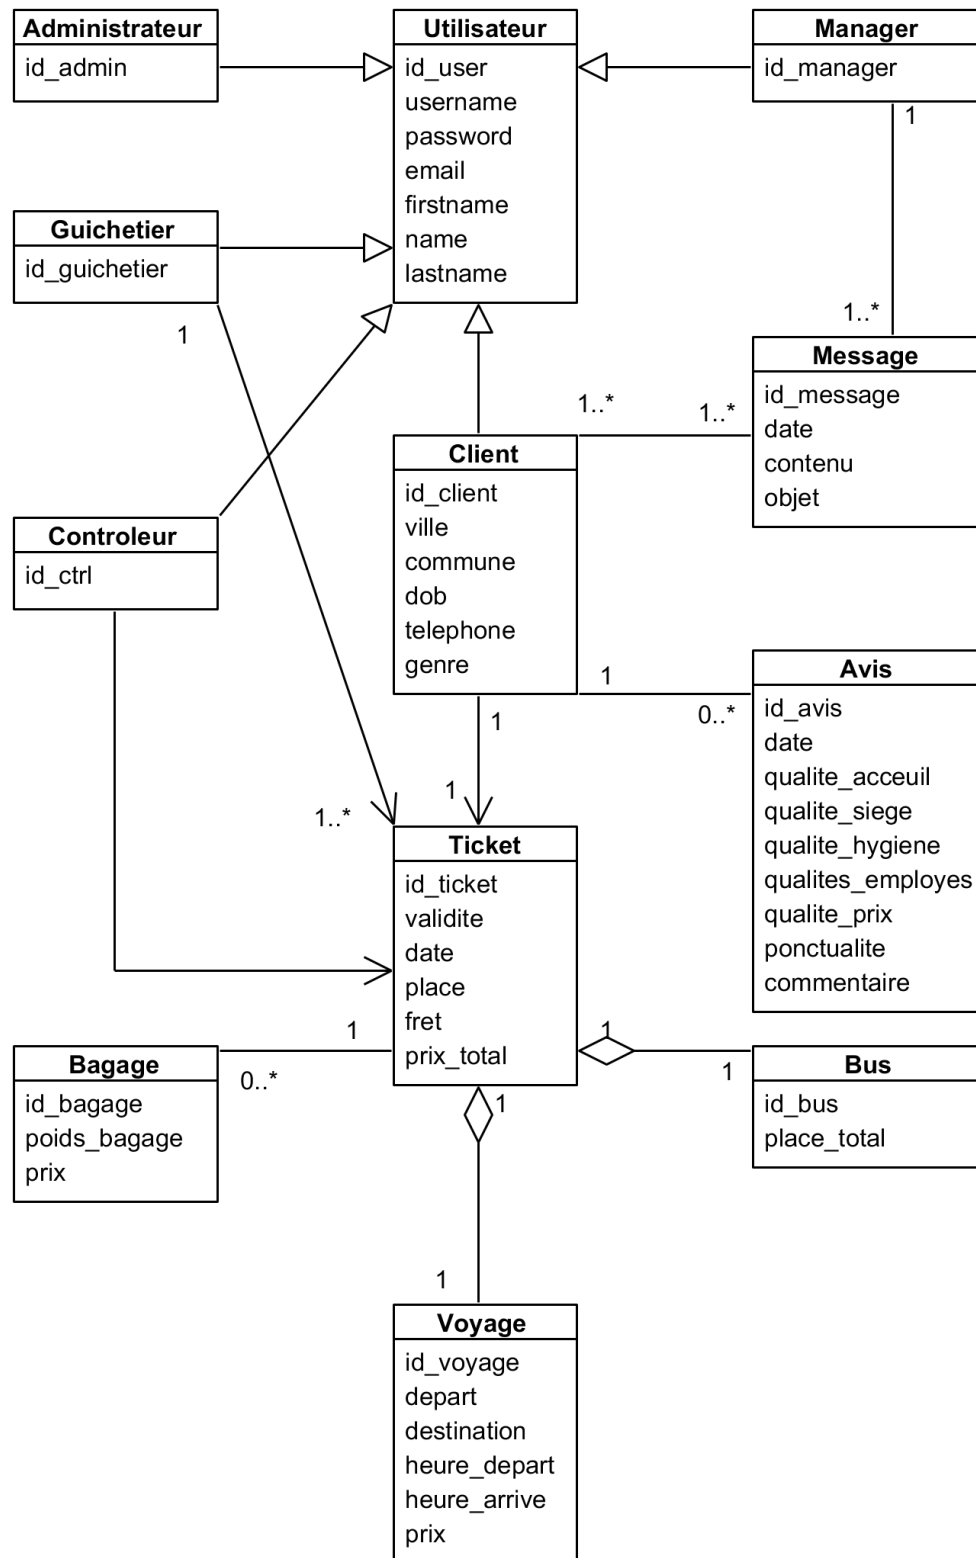 Administrateur
id_admin
Utilisateur
id_user
username
password
email
firstname
name
lastname
Manager
id_manager
1
Guichetier
id_guichetier
1
1..*
Message
id_message
date
contenu
objet
1..*
1..*
Client
id_client
ville
commune
dob
telephone
genre
Controleur
id_ctrl
1
0..*
Avis
id_avis
date
qualite_acceuil
qualite_siege
qualite_hygiene
qualites_employes
qualite_prix
ponctualite
commentaire
1
1
1..*
Ticket
id_ticket
validite
date
place
fret
prix_total
1
0..*
Bagage
id_bagage
poids_bagage
prix
1
1
Bus
id_bus
place_total
1
1
Voyage
id_voyage
depart
destination
heure_depart
heure_arrive
prix